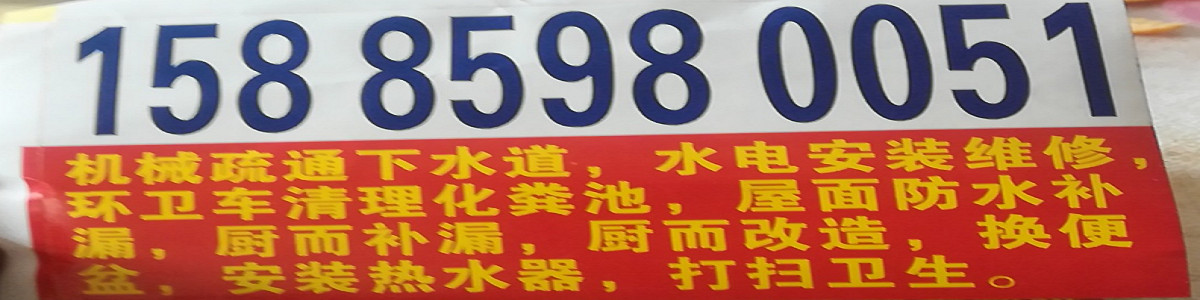 158 8598 0051
机械疏通下水道，水电安装维修，
环卫车清理化粪池，屋面防水补
漏，厨而补漏，厨而改造，换便
盆，安装热水器，打扫卫生。